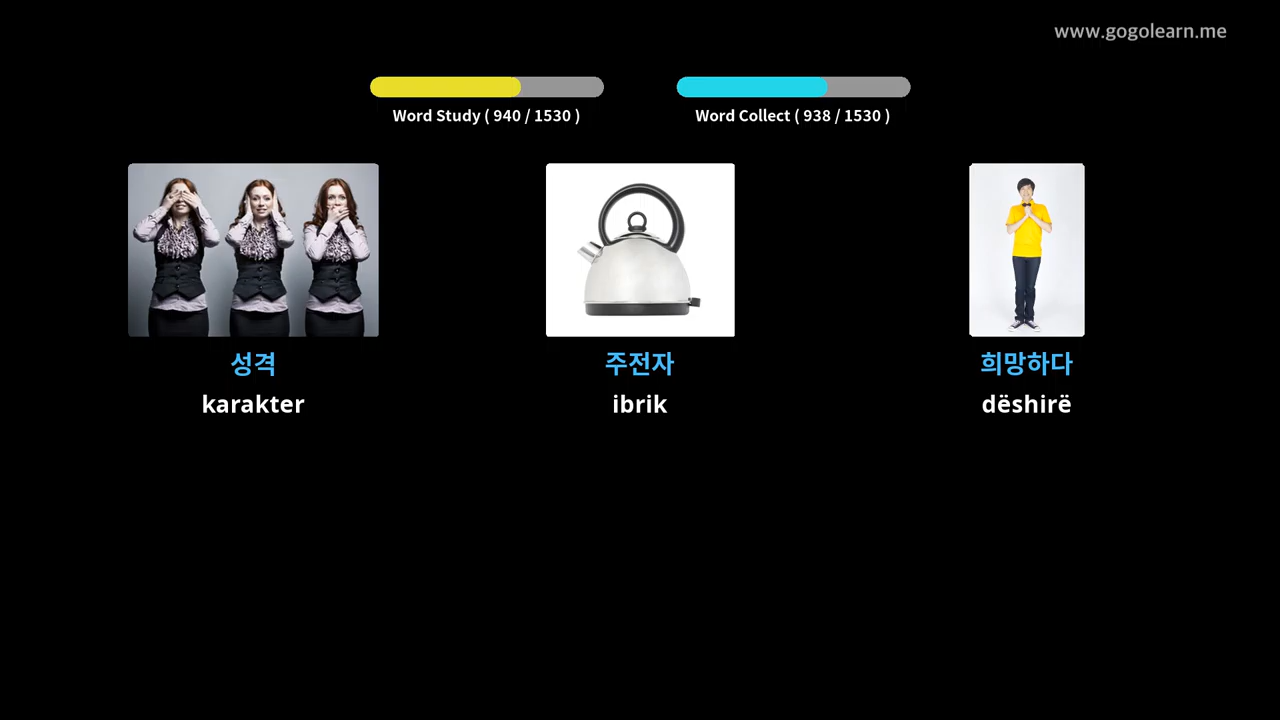 www.gogolearn.me
Word Study ( 940 / 1530 )
Word Collect ( 938 / 1530 )
성격
karakter
주전자
ibrik
희망하다
dëshirë